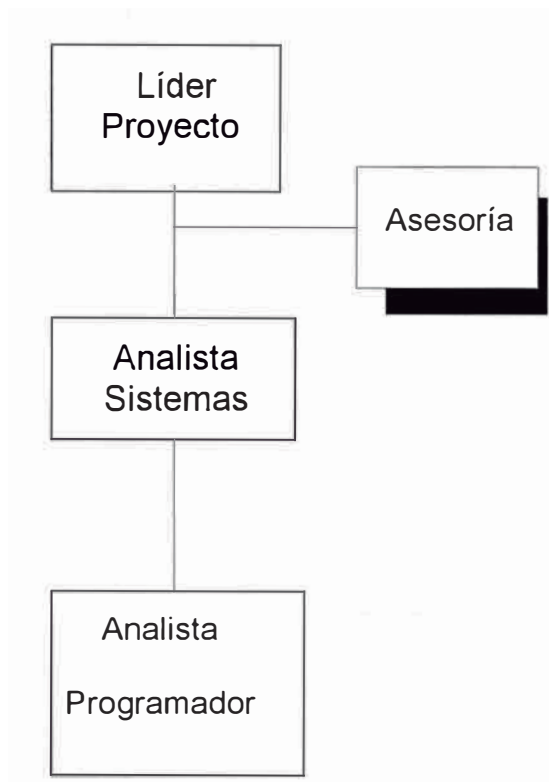 Líder
Proyecto
Asesoría
Analista
Sistemas
Analista
Programador